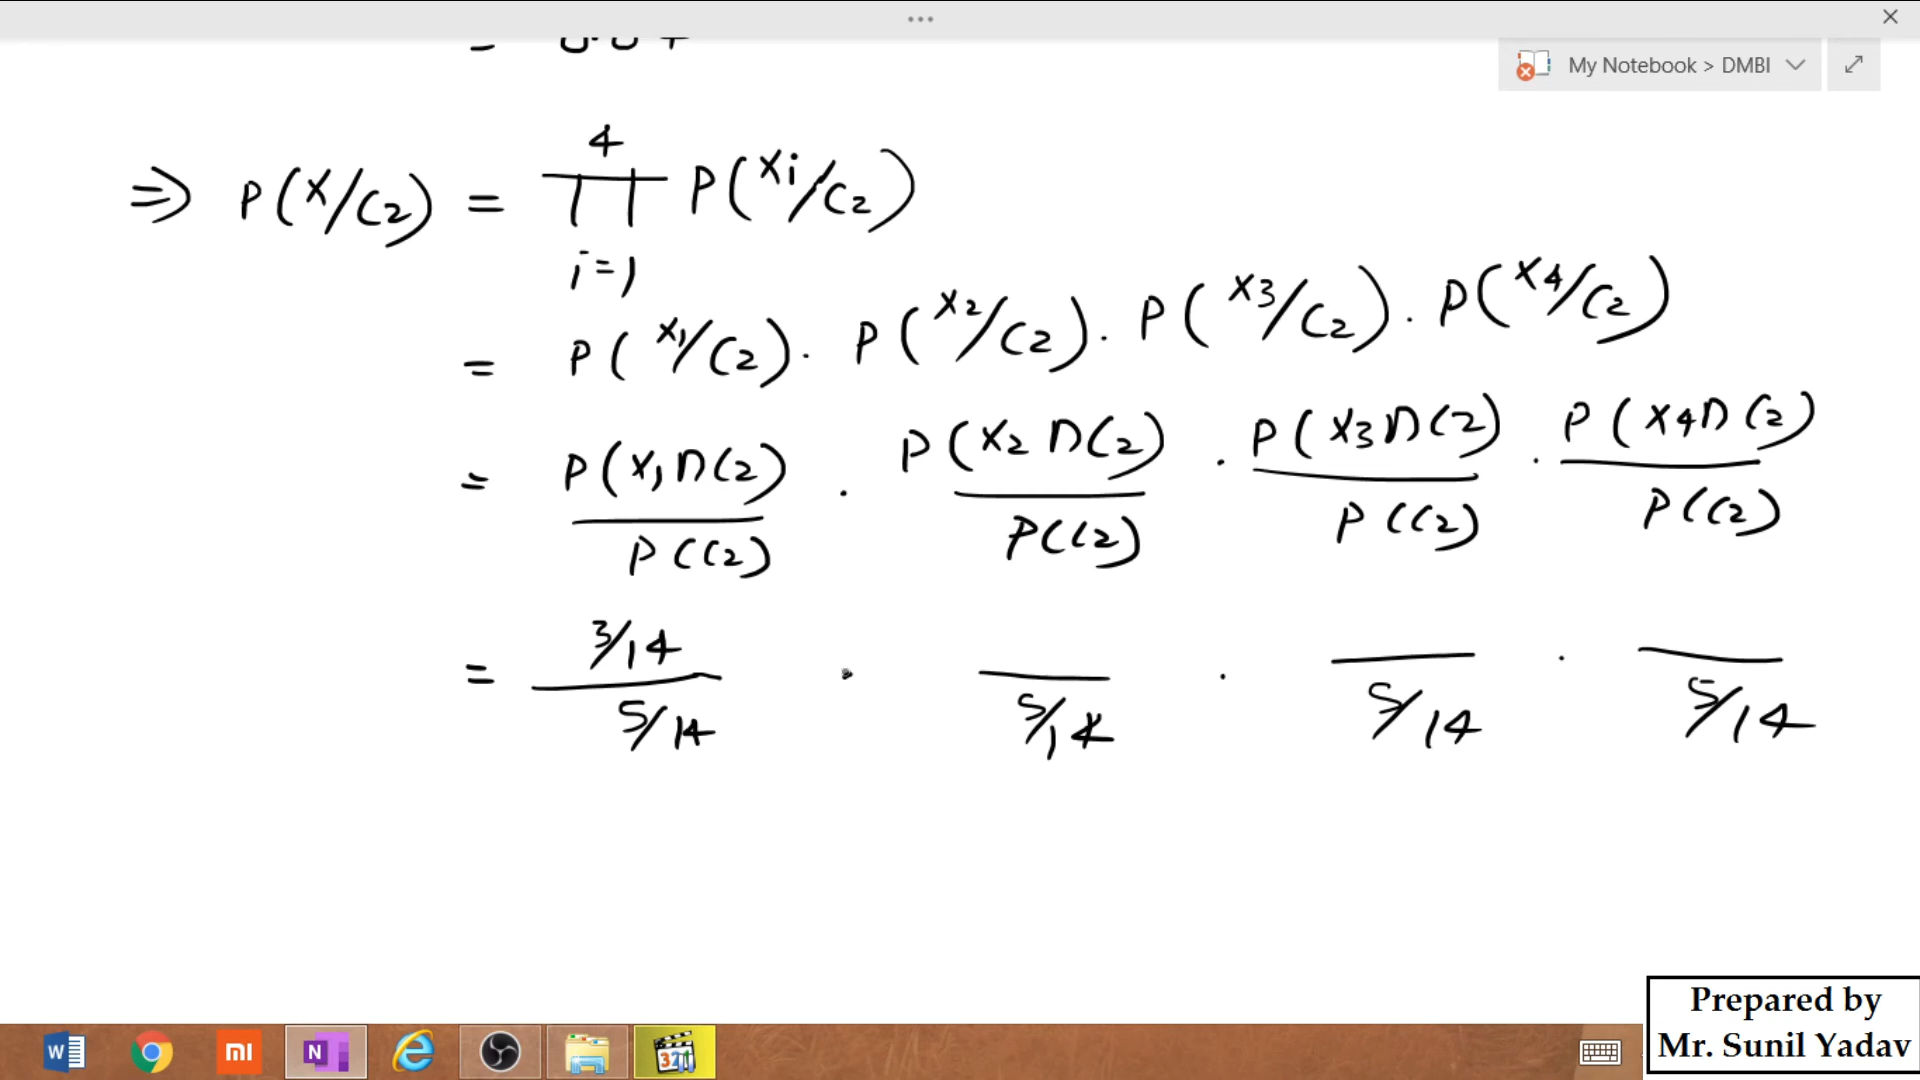 My Notebook > DMBI
⇒ P(X/C2) = 4 ∏ i=1 P(Xi/C2)
= P(X1/C2) . P(X2/C2) . P(X3/C2) . P(X4/C2)
= P(X1∩C2) / P(C2) . P(X2∩C2) / P(C2) . P(X3∩C2) / P(C2) . P(X4∩C2) / P(C2)
= 3/14 / 5/14 . / 5/14 . / 5/14 . / 5/14
Prepared by
Mr. Sunil Yadav
W
mi
N
321